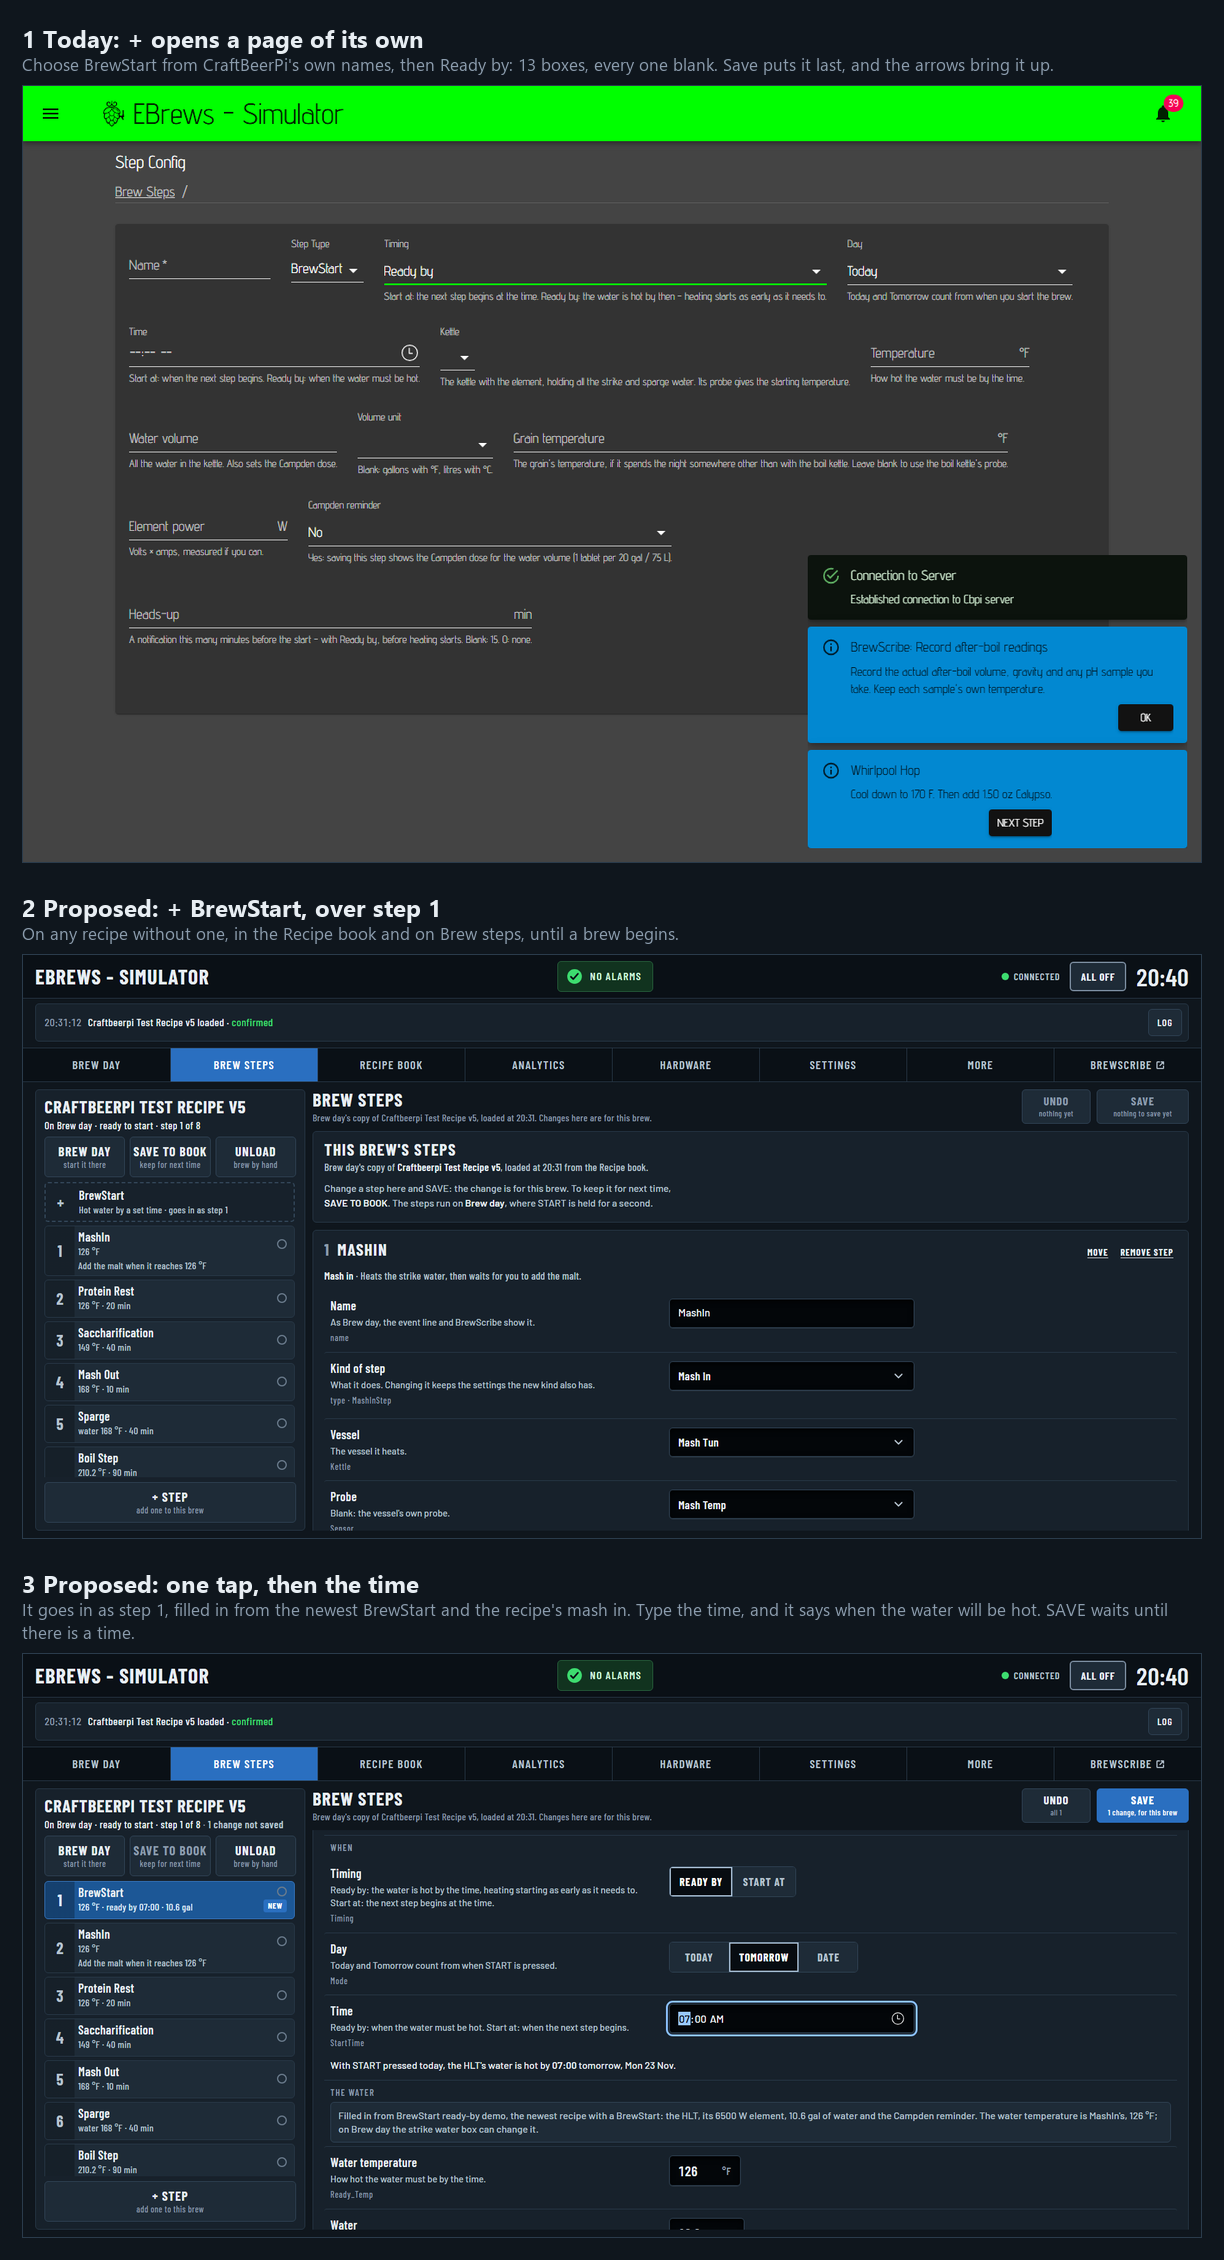 1 Today: + opens a page of its own
Choose BrewStart from CraftBeerPi's own names, then Ready by: 13 boxes, every one blank. Save puts it last, and the arrows bring it up.
EBrews - Simulator
39
Step Config
Brew Steps /
Name *
Step Type
BrewStart
Timing
Ready by
Start at: the next step begins at the time. Ready by: the water is hot by then - heating starts as early as it needs to.
Day
Today
Today and Tomorrow count from when you start the brew.
Time
--:-- --
Start at: when the next step begins. Ready by: when the water must be hot.
Kettle
The kettle with the element, holding all the strike and sparge water. Its probe gives the starting temperature.
Temperature °F
How hot the water must be by the time.
Water volume
All the water in the kettle. Also sets the Campden dose.
Volume unit
Blank: gallons with °F, litres with °C.
Grain temperature °F
The grain's temperature, if it spends the night somewhere other than with the boil kettle. Leave blank to use the boil kettle's probe.
Element power W
Volts × amps, measured if you can.
Campden reminder
No
Yes: saving this step shows the Campden dose for the water volume (1 tablet per 20 gal / 75 L).
Heads-up min
A notification this many minutes before the start - with Ready by, before heating starts. Blank: 15. 0: none.
Connection to Server
Established connection to Cbpi server
BrewScribe: Record after-boil readings
Record the actual after-boil volume, gravity and any pH sample you
take. Keep each sample's own temperature.
OK
Whirlpool Hop
Cool down to 170 F. Then add 1.50 oz Calypso.
NEXT STEP
2 Proposed: + BrewStart, over step 1
On any recipe without one, in the Recipe book and on Brew steps, until a brew begins.
EBREWS - SIMULATOR
NO ALARMS
CONNECTED
ALL OFF
20:40
20:31:12 Craftbeerpi Test Recipe v5 loaded · confirmed
LOG
BREW DAY
BREW STEPS
RECIPE BOOK
ANALYTICS
HARDWARE
SETTINGS
MORE
BREWSCRIBE
CRAFTBEERPI TEST RECIPE V5
On Brew day · ready to start · step 1 of 8
BREW DAY
start it there
SAVE TO BOOK
keep for next time
UNLOAD
brew by hand
+ BrewStart
Hot water by a set time · goes in as step 1
1 MashIn
126 °F
Add the malt when it reaches 126 °F
2 Protein Rest
126 °F · 20 min
3 Saccharification
149 °F · 40 min
4 Mash Out
168 °F · 10 min
5 Sparge
water 168 °F · 40 min
Boil Step
210.2 °F · 90 min
+ STEP
add one to this brew
BREW STEPS
Brew day's copy of Craftbeerpi Test Recipe v5, loaded at 20:31. Changes here are for this brew.
UNDO
nothing yet
SAVE
nothing to save yet
THIS BREW'S STEPS
Brew day's copy of Craftbeerpi Test Recipe v5, loaded at 20:31 from the Recipe book.
Change a step here and SAVE: the change is for this brew. To keep it for next time,
SAVE TO BOOK. The steps run on Brew day, where START is held for a second.
1 MASHIN
MOVE
REMOVE STEP
Mash in · Heats the strike water, then waits for you to add the malt.
Name
As Brew day, the event line and BrewScribe show it.
name
MashIn
Kind of step
What it does. Changing it keeps the settings the new kind also has.
type · MashInStep
Mash In
Vessel
The vessel it heats.
Kettle
Mash Tun
Probe
Blank: the vessel's own probe.
Sensor
Mash Temp
3 Proposed: one tap, then the time
It goes in as step 1, filled in from the newest BrewStart and the recipe's mash in. Type the time, and it says when the water will be hot. SAVE waits until
there is a time.
EBREWS - SIMULATOR
NO ALARMS
CONNECTED
ALL OFF
20:40
20:31:12 Craftbeerpi Test Recipe v5 loaded · confirmed
LOG
BREW DAY
BREW STEPS
RECIPE BOOK
ANALYTICS
HARDWARE
SETTINGS
MORE
BREWSCRIBE
CRAFTBEERPI TEST RECIPE V5
On Brew day · ready to start · step 1 of 8 · 1 change not saved
BREW DAY
start it there
SAVE TO BOOK
keep for next time
UNLOAD
brew by hand
1 BrewStart
126 °F · ready by 07:00 · 10.6 gal
NEW
2 MashIn
126 °F
Add the malt when it reaches 126 °F
3 Protein Rest
126 °F · 20 min
4 Saccharification
149 °F · 40 min
5 Mash Out
168 °F · 10 min
6 Sparge
water 168 °F · 40 min
Boil Step
210.2 °F · 90 min
+ STEP
add one to this brew
BREW STEPS
Brew day's copy of Craftbeerpi Test Recipe v5, loaded at 20:31. Changes here are for this brew.
UNDO
all 1
SAVE
1 change, for this brew
WHEN
Timing
Ready by: the water is hot by the time, heating starting as early as it needs to.
Start at: the next step begins at the time.
Timing
READY BY
START AT
Day
Today and Tomorrow count from when START is pressed.
Mode
TODAY
TOMORROW
DATE
Time
Ready by: when the water must be hot. Start at: when the next step begins.
StartTime
07:00 AM
With START pressed today, the HLT's water is hot by 07:00 tomorrow, Mon 23 Nov.
THE WATER
Filled in from BrewStart ready-by demo, the newest recipe with a BrewStart: the HLT, its 6500 W element, 10.6 gal of water and the Campden reminder. The water temperature is MashIn's, 126 °F;
on Brew day the strike water box can change it.
Water temperature
How hot the water must be by the time.
Ready_Temp
126 °F
Water